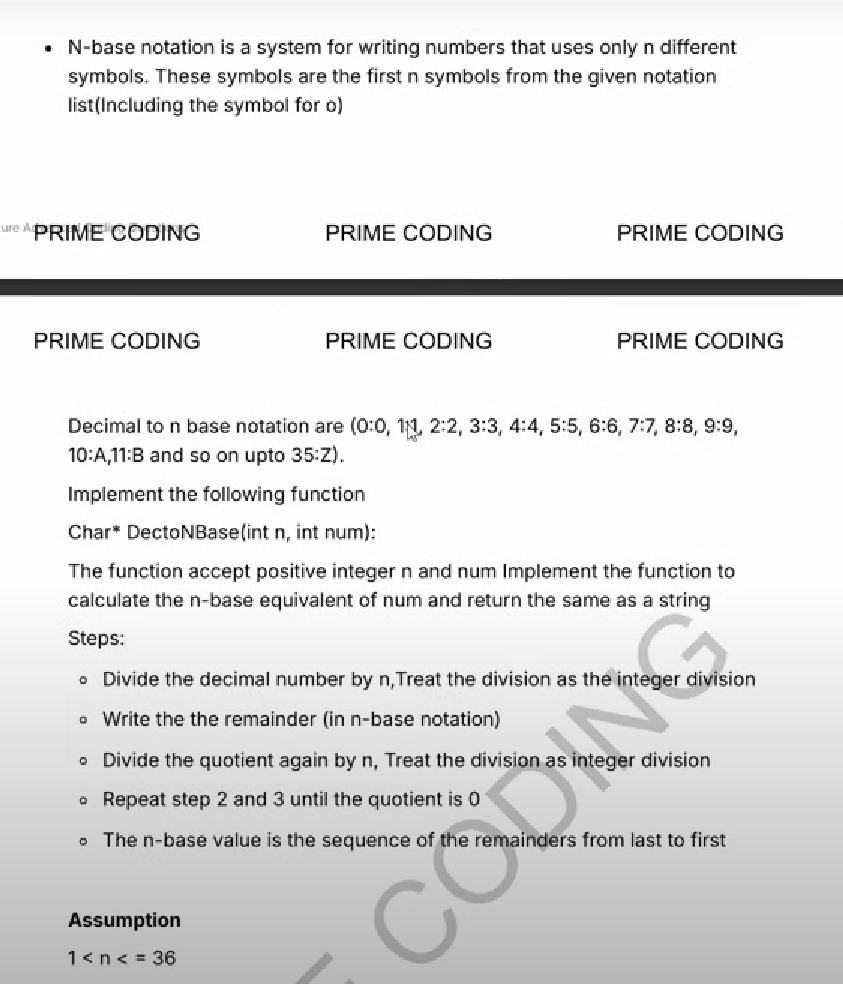 • N-base notation is a system for writing numbers that uses only n different
symbols. These symbols are the first n symbols from the given notation
list(Including the symbol for o)
ure
PRIME CODING PRIME CODING PRIME CODING
PRIME CODING PRIME CODING PRIME CODING
Decimal to n base notation are (0:0, 1:1, 2:2, 3:3, 4:4, 5:5, 6:6, 7:7, 8:8, 9:9,
10:A,11:B and so on upto 35:Z).
Implement the following function
Char* DectoNBase(int n, int num):
The function accept positive integer n and num Implement the function to
calculate the n-base equivalent of num and return the same as a string
Steps:
◦ Divide the decimal number by n,Treat the division as the integer division
◦ Write the the remainder (in n-base notation)
◦ Divide the quotient again by n, Treat the division as integer division
◦ Repeat step 2 and 3 until the quotient is 0
◦ The n-base value is the sequence of the remainders from last to first
Assumption
1 < n < = 36
E CODING